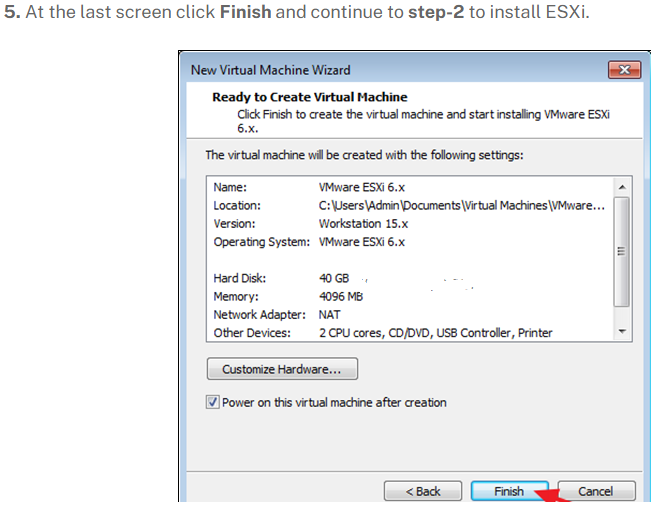 5. At the last screen click Finish and continue to step-2 to install ESXi.
New Virtual Machine Wizard
Ready to Create Virtual Machine
Click Finish to create the virtual machine and start installing VMware ESXi
6.x.
The virtual machine will be created with the following settings:
Name: VMware ESXi 6.x
Location: C:\Users\Admin\Documents\Virtual Machines\VMware...
Version: Workstation 15.x
Operating System: VMware ESXi 6.x
Hard Disk: 40 GB
Memory: 4096 MB
Network Adapter: NAT
Other Devices: 2 CPU cores, CD/DVD, USB Controller, Printer
Customize Hardware...
Power on this virtual machine after creation
< Back Finish Cancel